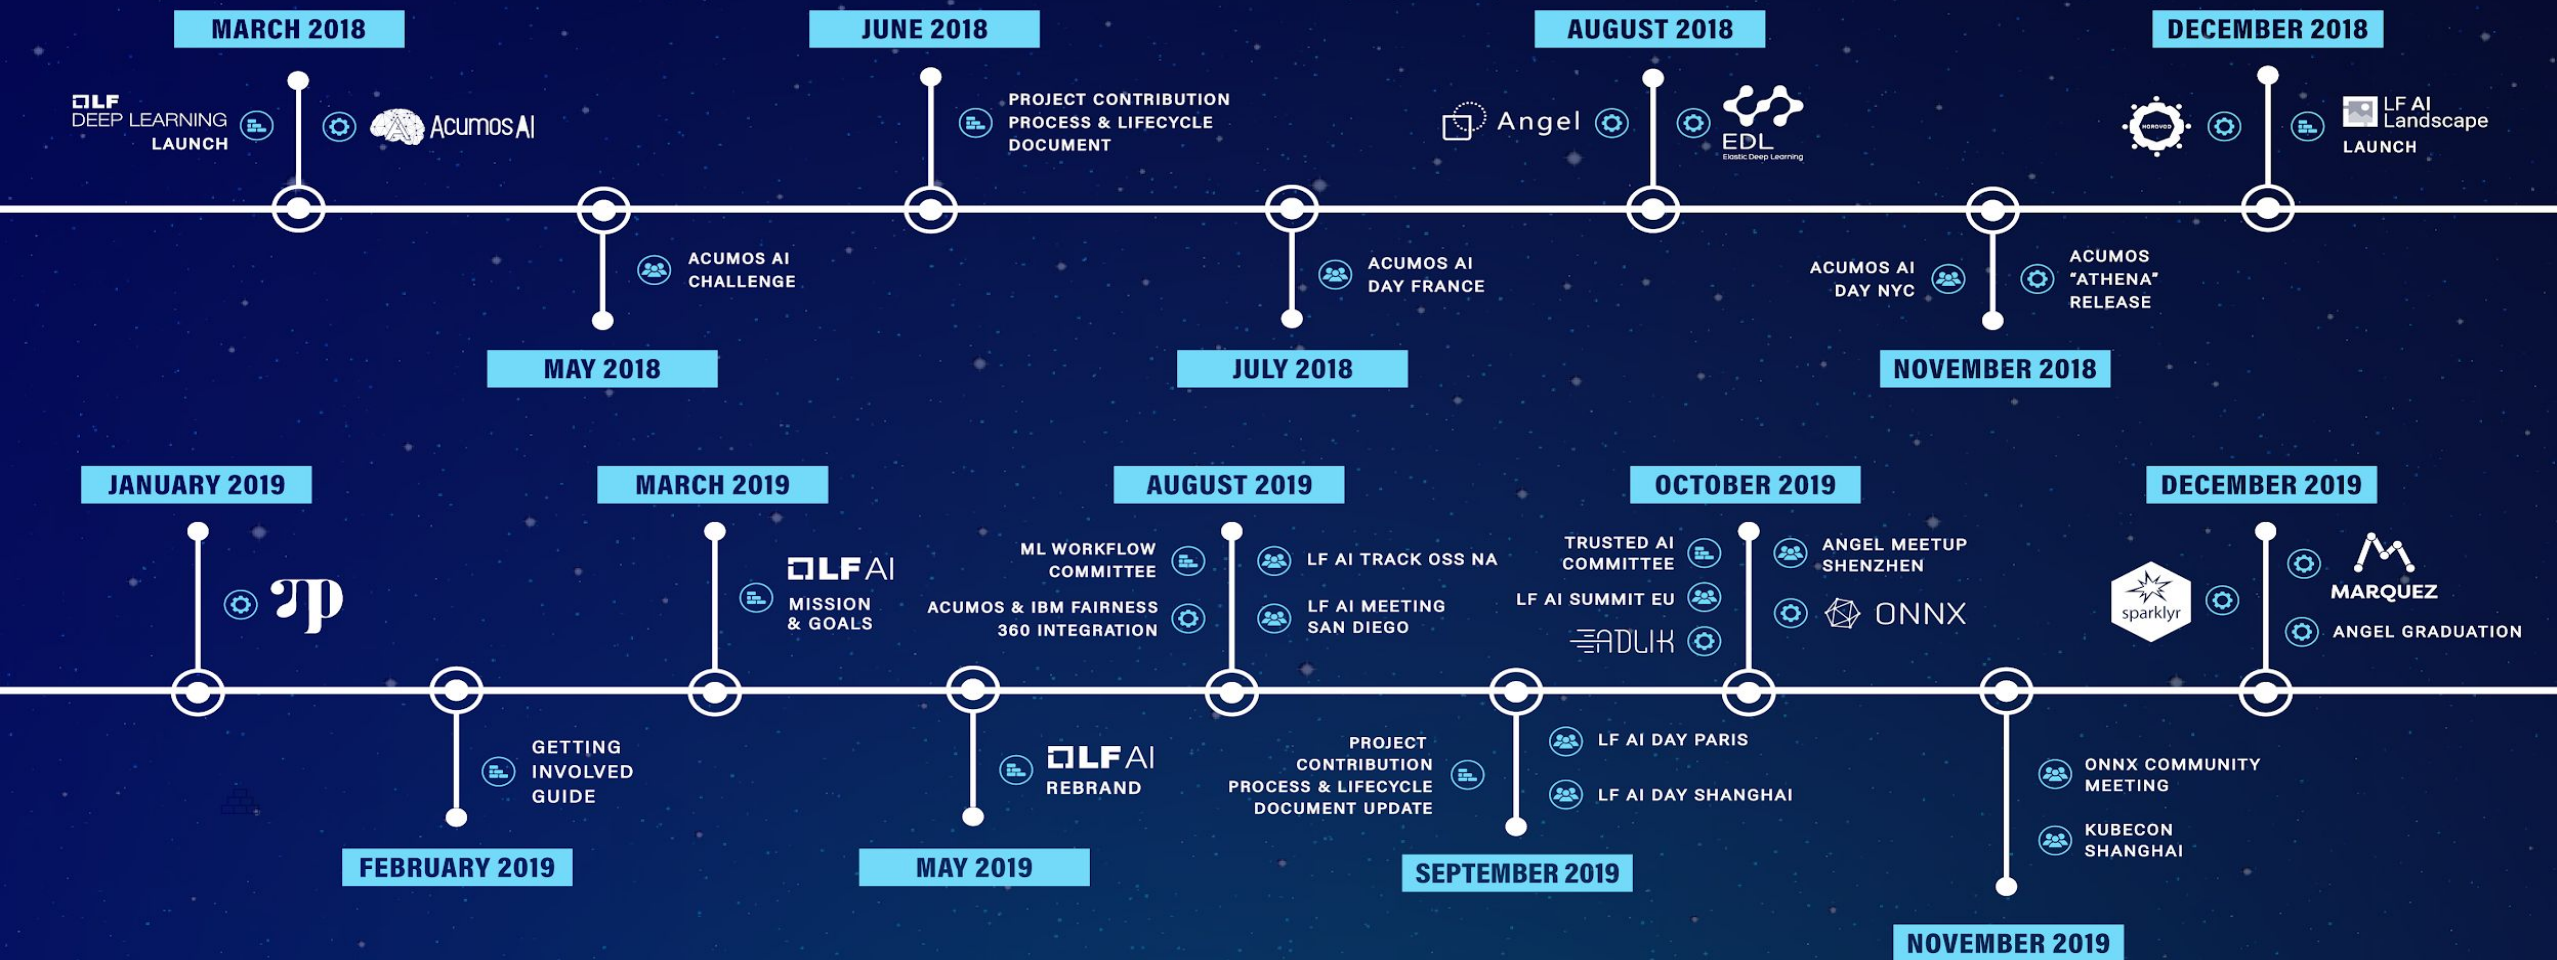 MARCH 2018
LF
DEEP LEARNING
LAUNCH
Acumos AI
MAY 2018
ACUMOS AI
CHALLENGE
JUNE 2018
PROJECT CONTRIBUTION
PROCESS & LIFECYCLE
DOCUMENT
JULY 2018
ACUMOS AI
DAY FRANCE
AUGUST 2018
Angel
EDL
Elastic Deep Learning
NOVEMBER 2018
ACUMOS AI
DAY NYC
ACUMOS
"ATHENA"
RELEASE
DECEMBER 2018
HOROVOD
LF AI
Landscape
LAUNCH
JANUARY 2019
FEBRUARY 2019
GETTING
INVOLVED
GUIDE
MARCH 2019
LF AI
MISSION
& GOALS
MAY 2019
LF AI
REBRAND
AUGUST 2019
ML WORKFLOW
COMMITTEE
ACUMOS & IBM FAIRNESS
360 INTEGRATION
LF AI TRACK OSS NA
LF AI MEETING
SAN DIEGO
SEPTEMBER 2019
PROJECT
CONTRIBUTION
PROCESS & LIFECYCLE
DOCUMENT UPDATE
LF AI DAY PARIS
LF AI DAY SHANGHAI
OCTOBER 2019
TRUSTED AI
COMMITTEE
LF AI SUMMIT EU
ADLIK
ANGEL MEETUP
SHENZHEN
ONNX
NOVEMBER 2019
ONNX COMMUNITY
MEETING
KUBECON
SHANGHAI
DECEMBER 2019
sparklyr
MARQUEZ
ANGEL GRADUATION